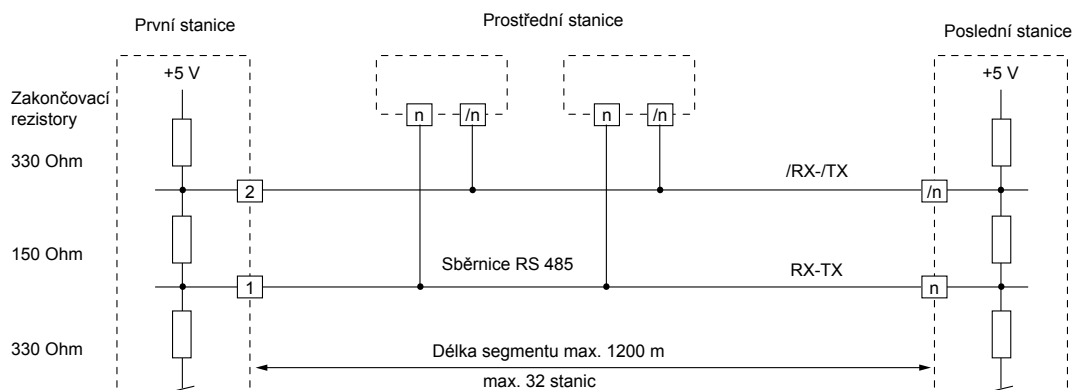 První stanice
Prostřední stanice
Poslední stanice
+5 V
+5 V
Zakončovací
rezistory
n
/n
n
/n
330 Ohm
/RX-/TX
2
/n
150 Ohm
Sběrnice RS 485
RX-TX
1
n
330 Ohm
Délka segmentu max. 1200 m
max. 32 stanic